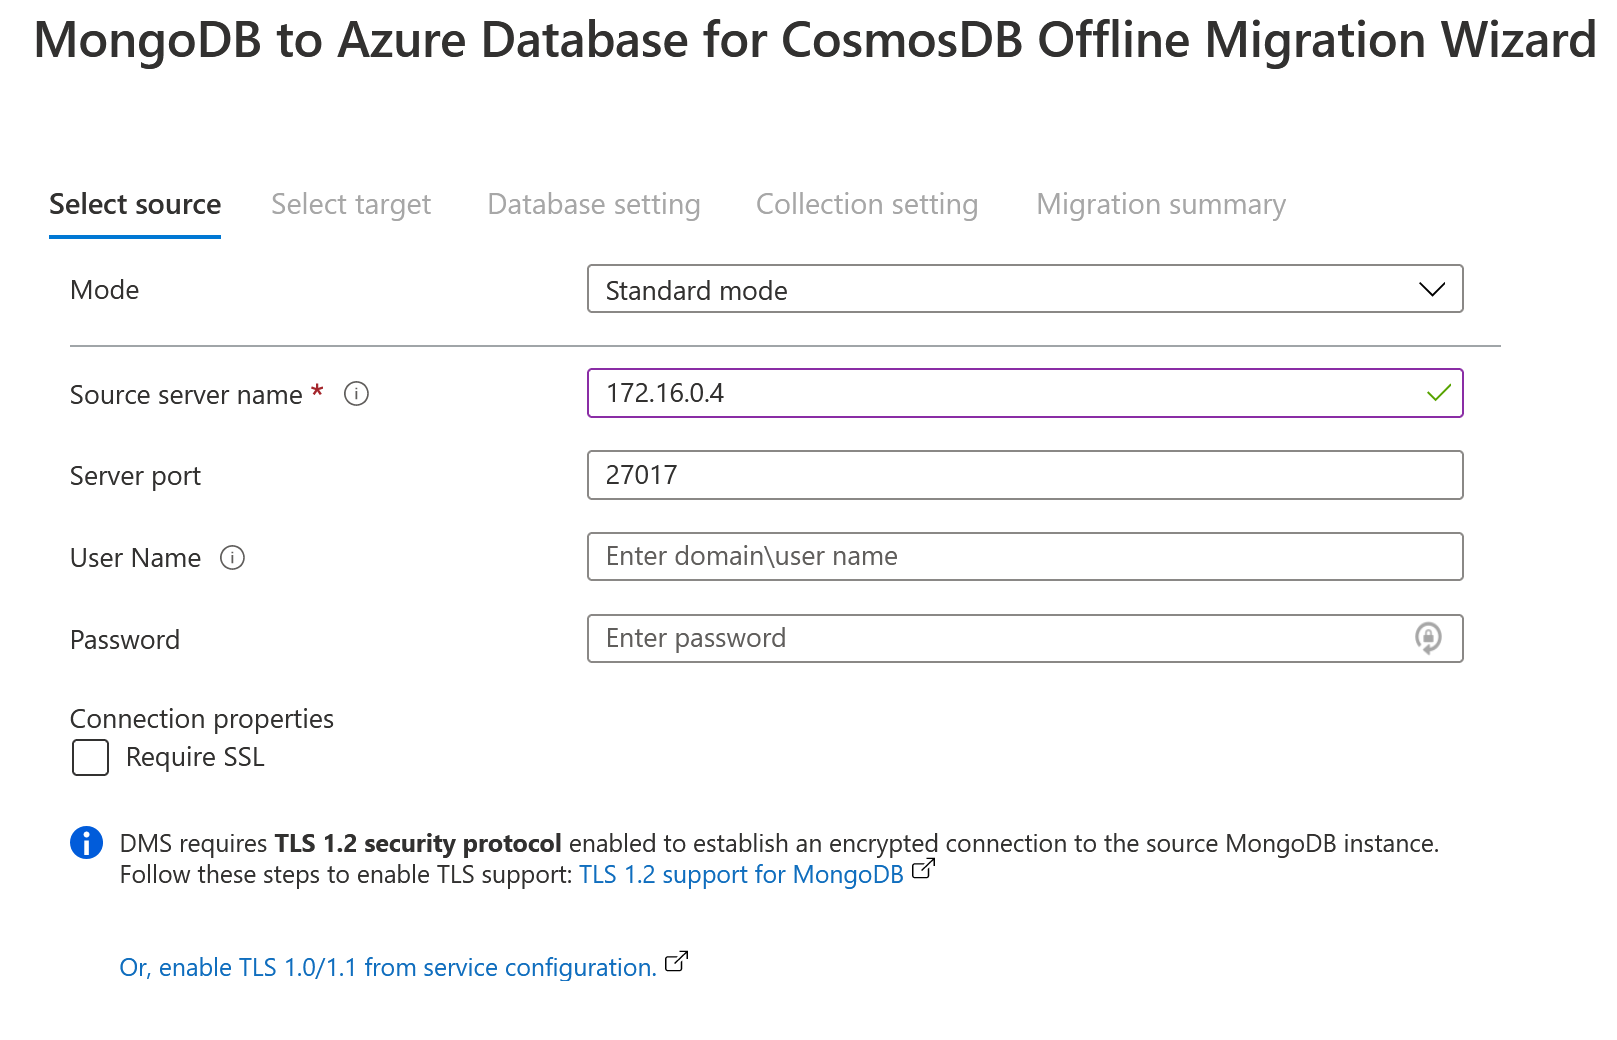 MongoDB to Azure Database for CosmosDB Offline Migration Wizard
Select source Select target Database setting Collection setting Migration summary
Mode Standard mode
Source server name * 172.16.0.4
Server port 27017
User Name Enter domain\user name
Password Enter password
Connection properties
Require SSL
DMS requires TLS 1.2 security protocol enabled to establish an encrypted connection to the source MongoDB instance.
Follow these steps to enable TLS support: TLS 1.2 support for MongoDB
Or, enable TLS 1.0/1.1 from service configuration.